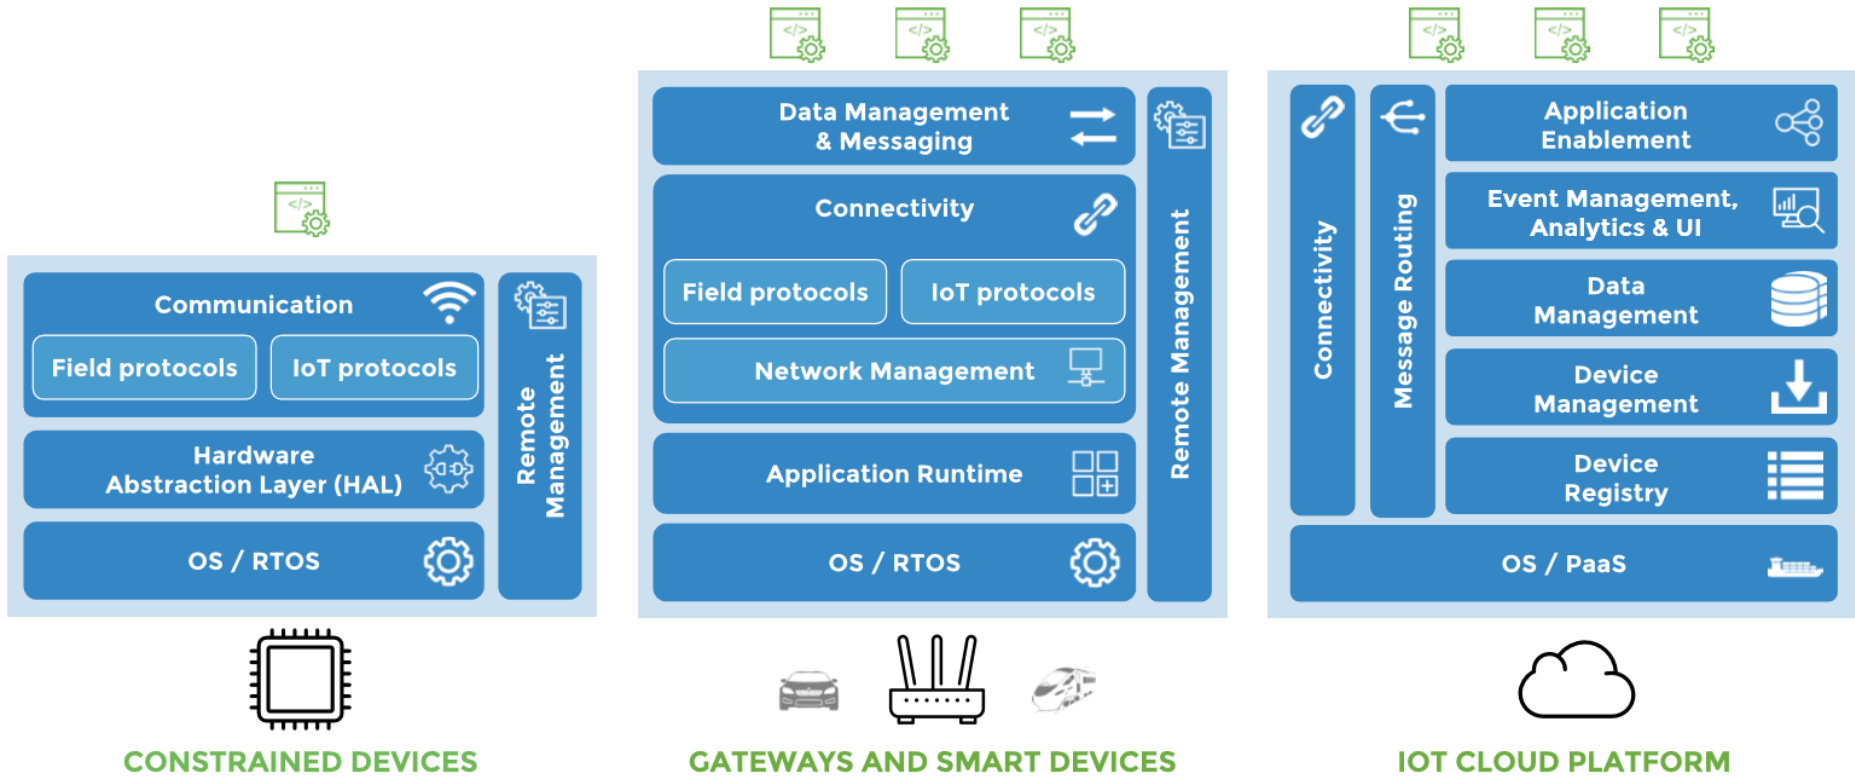 Communication
Field protocols
IoT protocols
Hardware
Abstraction Layer (HAL)
OS / RTOS
Remote
Management
CONSTRAINED DEVICES
Data Management
& Messaging
Connectivity
Field protocols
IoT protocols
Network Management
Application Runtime
OS / RTOS
Remote Management
GATEWAYS AND SMART DEVICES
Connectivity
Message Routing
Application
Enablement
Event Management,
Analytics & UI
Data
Management
Device
Management
Device
Registry
OS / PaaS
IOT CLOUD PLATFORM